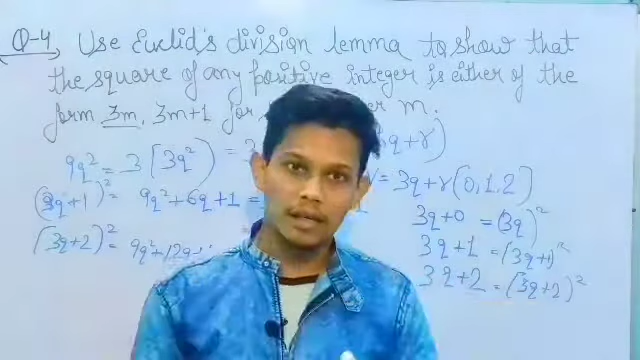 Q-4 Use Euclid's division lemma to show that
the square of any positive integer is either of the
form 3m, 3m+1 for m.
9q² = 3[3q²] = 3 q+r)
(3q+1)² = 9q²+6q+1 = = 3q+r(0,1,2)
3q+0 = (3q)²
(3q+2)² = 9q²+12q 3q+1 = (3q+1)²
3q+2 = (3q+2)²